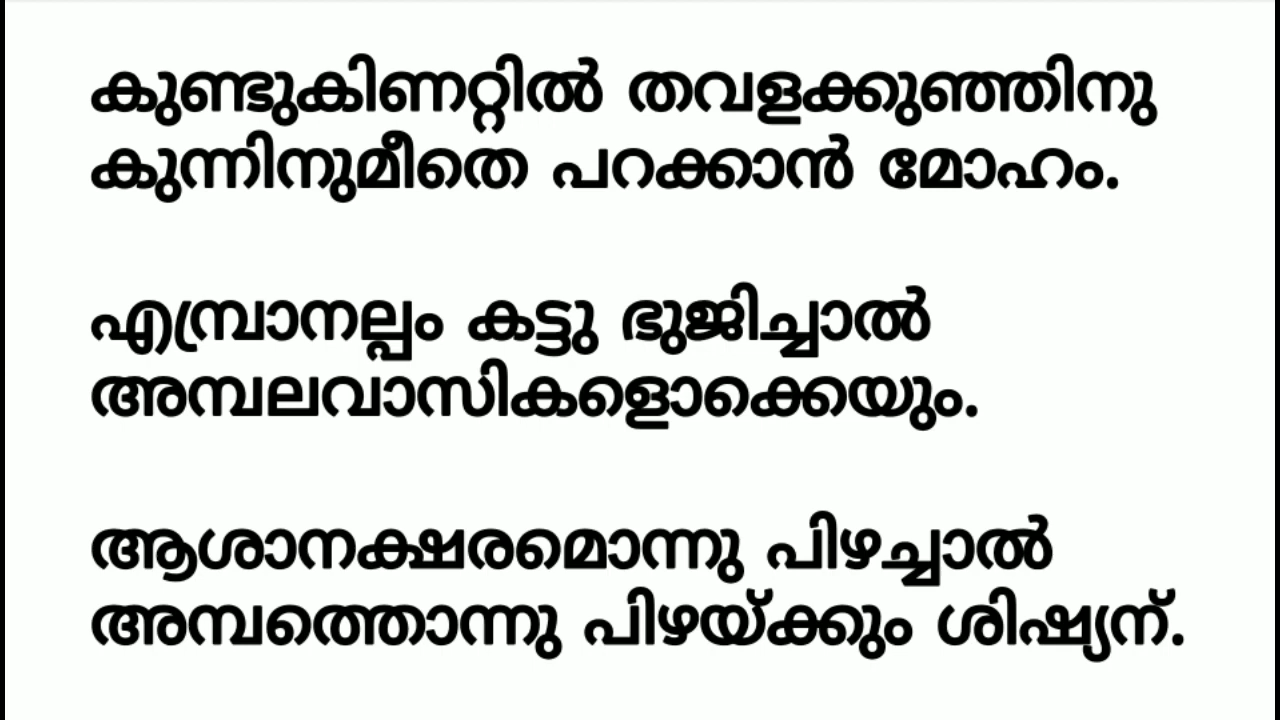 കുണ്ടുകിണറ്റിൽ തവളക്കുഞ്ഞിനു
കുന്നിനുമീതെ പറക്കാൻ മോഹം.
എമ്പ്രാനല്പം കട്ടു ഭുജിച്ചാൽ
അമ്പലവാസികളൊക്കെയും.
ആശാനക്ഷരമൊന്നു പിഴച്ചാൽ
അമ്പത്തൊന്നു പിഴയ്ക്കും ശിഷ്യന്.